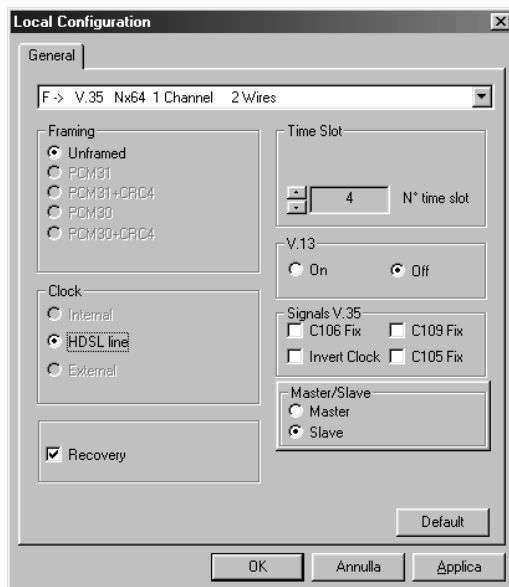 Local Configuration
General
F -> V.35 Nx64 1 Channel 2 Wires
Framing
Unframed
PCM31
PCM31+CRC4
PCM30
PCM30+CRC4
Clock
Internal
HDSL line
External
Recovery
Time Slot
4 N° time slot
V.13
On Off
Signals V.35
C106 Fix C109 Fix
Invert Clock C105 Fix
Master/Slave
Master
Slave
Default
OK Annulla Applica